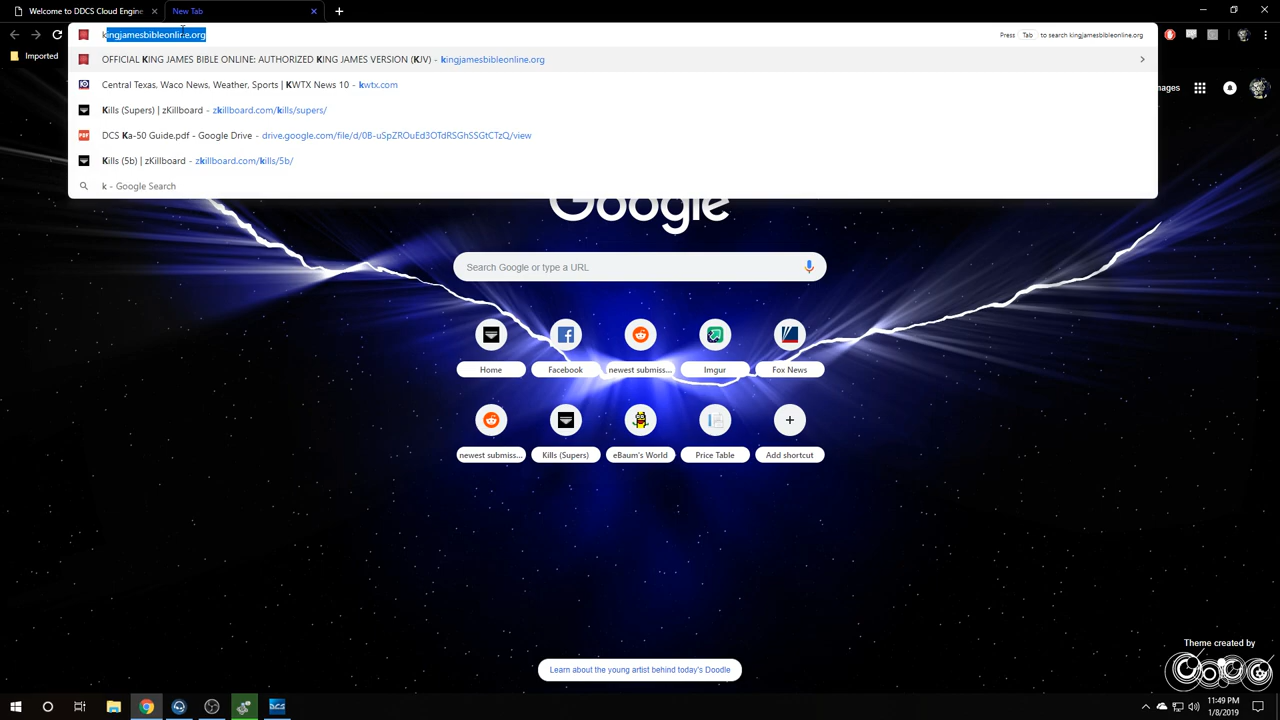 Welcome to DDCS Cloud Engine
New Tab
kingjamesbibleonline.org
Press Tab to search kingjamesbibleonline.org
Imported
OFFICIAL KING JAMES BIBLE ONLINE: AUTHORIZED KING JAMES VERSION (KJV) - kingjamesbibleonline.org
Central Texas, Waco News, Weather, Sports | KWTX News 10 - kwtx.com
mages
Kills (Supers) | zKillboard - zkillboard.com/kills/supers/
DCS Ka-50 Guide.pdf - Google Drive - drive.google.com/file/d/0B-uSpZROuEd3OTdRSGhSSGtCTzQ/view
Kills (5b) | zKillboard - zkillboard.com/kills/5b/
k - Google Search
Google
Search Google or type a URL
Home
Facebook
newest submiss...
Imgur
Fox News
newest submiss...
Kills (Supers)
eBaum's World
Price Table
Add shortcut
Theme created by
Learn about the young artist behind today's Doodle
11:49 PM
1/8/2019